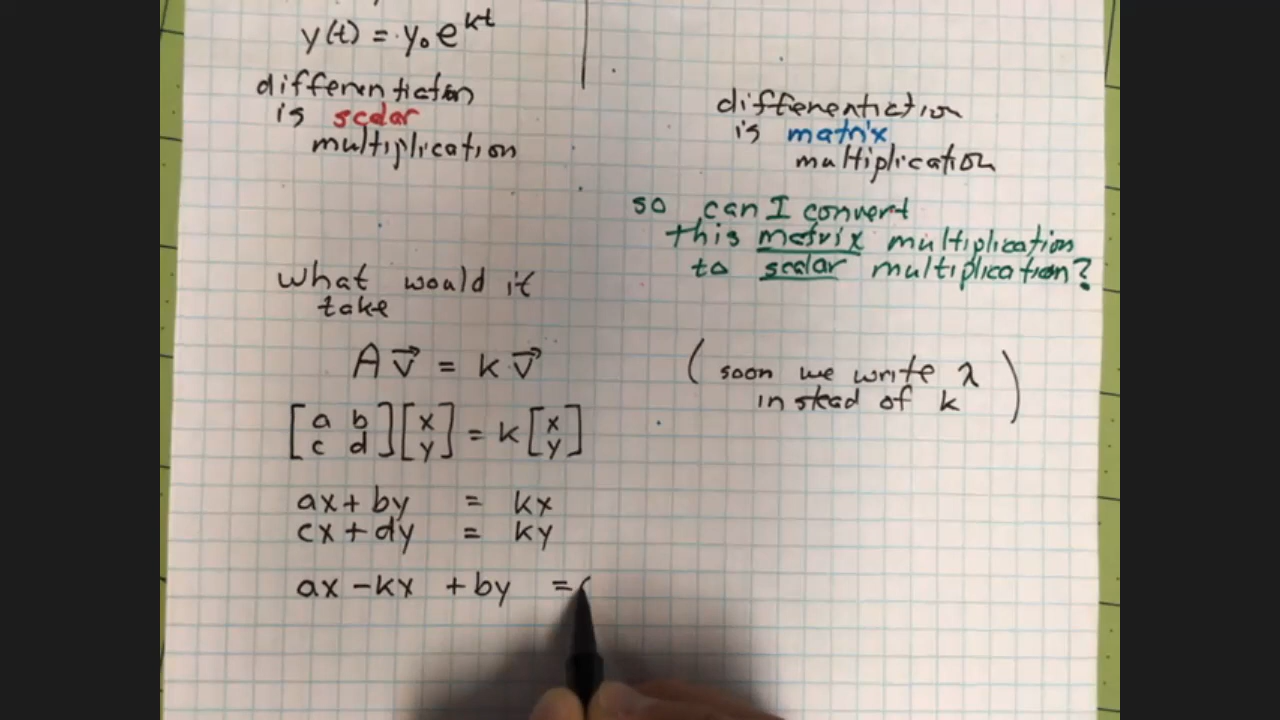 y(t) = y₀ e^kt
differentiation
is scalar
multiplication
differentiation
is matrix
multiplication
so can I convert
this matrix multiplication
to scalar multiplication?
what would it
take
A v⃗ = k v⃗
( soon we write λ
instead of k )
[a b] [x] = k [x]
[c d] [y] [y]
ax + by = kx
cx + dy = ky
ax - kx + by =